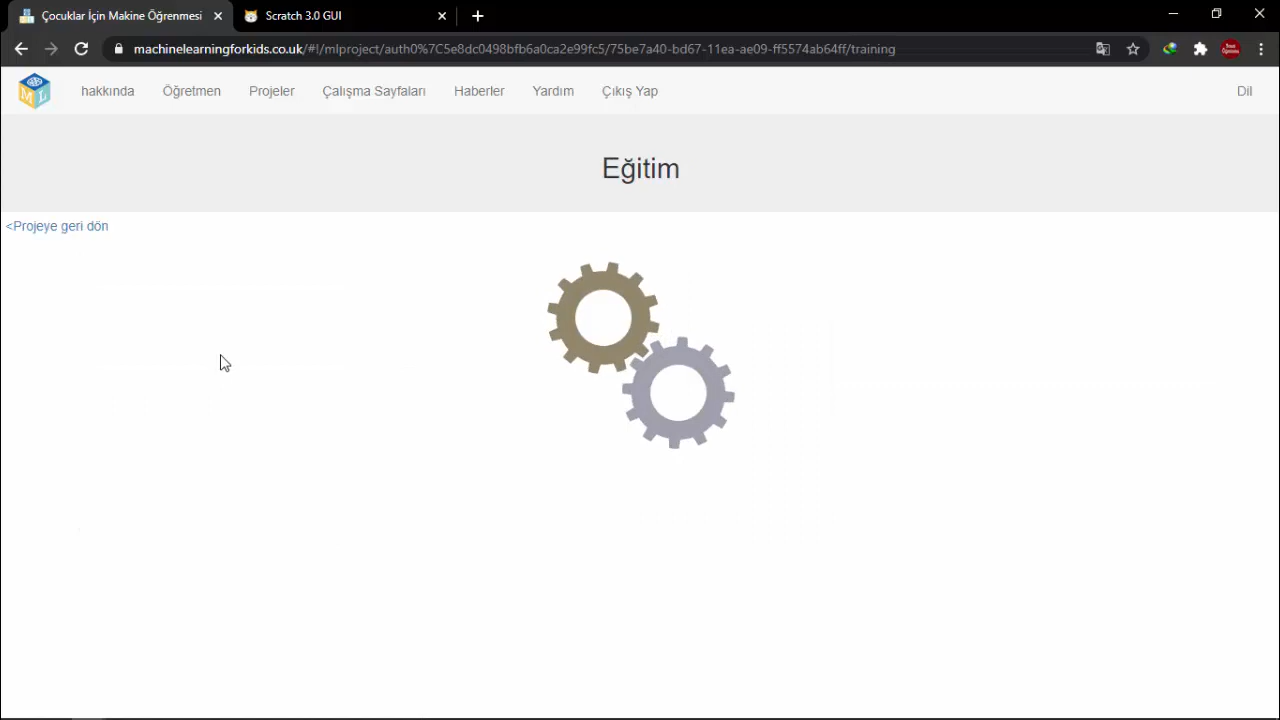 Çocuklar İçin Makine Öğrenmesi
Scratch 3.0 GUI
machinelearningforkids.co.uk/#!/mlproject/auth0%7C5e8dc0498bfb6a0ca2e99fc5/75be7a40-bd67-11ea-ae09-ff5574ab64ff/training
hakkında Öğretmen Projeler Çalışma Sayfaları Haberler Yardım Çıkış Yap Dil
Eğitim
<Projeye geri dön